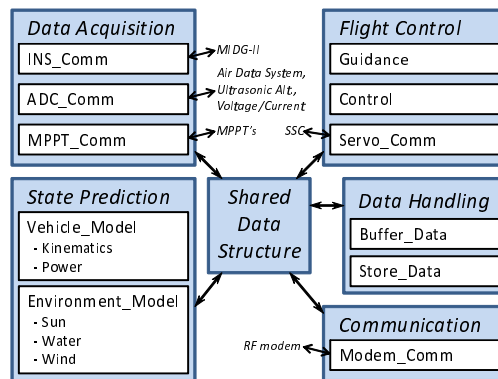 Data Acquisition
INS_Comm
ADC_Comm
MPPT_Comm
MIDG-II
Air Data System,
Ultrasonic Alt.,
Voltage/Current
MPPT's
SSC
Flight Control
Guidance
Control
Servo_Comm
State Prediction
Vehicle_Model
- Kinematics
- Power
Environment_Model
- Sun
- Water
- Wind
Shared
Data
Structure
Data Handling
Buffer_Data
Store_Data
Communication
RF modem
Modem_Comm